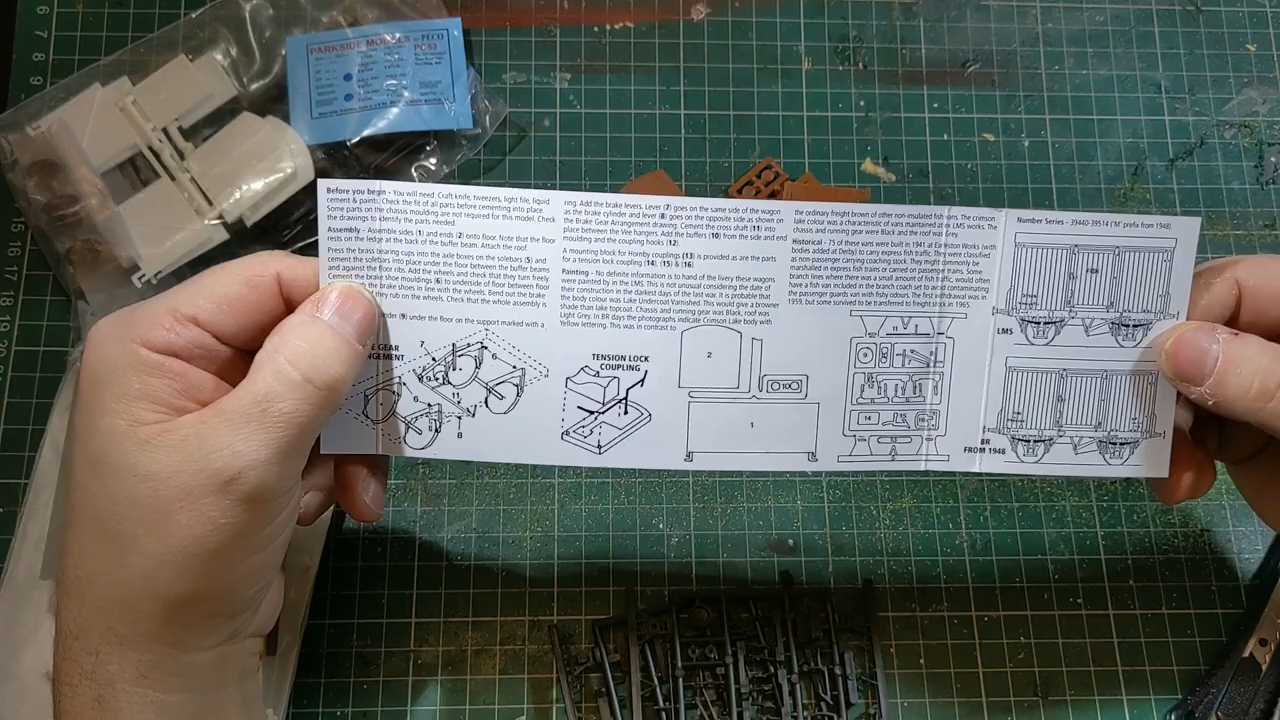 PARKSIDE MODELS by PECO
PC53
Before you begin - You will need: Craft knife, tweezers, light file, liquid
cement & paints. Check the fit of all parts before cementing into place.
Some parts on the chassis moulding are not required for this model. Check
the drawings to identify the parts needed.
Assembly - Assemble sides (1) and ends (2) onto floor. Note that the floor
rests on the ledge at the back of the buffer beam. Attach the roof.
Press the brass bearing cups into the axle boxes on the solebars (5) and
cement the solebars into place under the floor between the buffer beams
and against the floor ribs. Add the wheels and check that they turn freely
Cement the brake shoe mouldings (6) to underside of floor between floor
the brake shoes in line with the wheels. Bend out the brake
they rub on the wheels. Check that the whole assembly is
(9) under the floor on the support marked with a
ring. Add the brake levers. Lever (7) goes on the same side of the wagon
as the brake cylinder and lever (8) goes on the opposite side as shown on
the Brake Gear Arrangement drawing. Cement the cross shaft (11) into
place between the Vee hangers. Add the buffers (10) from the side and end
moulding and the coupling hooks (12).
A mounting block for Hornby couplings (13) is provided as are the parts
for a tension lock coupling (14), (15) & (16).
Painting - No definite information is to hand of the livery these wagons
were painted by in the LMS. This is not unusual considering the date of
their construction in the darkest days of the last war. It is probable that
the body colour was Lake Undercoat Varnished. This would give a browner
shade than Lake topcoat. Chassis and running gear was Black, roof was
Light Grey. In BR days the photographs indicate Crimson Lake body with
Yellow lettering. This was in contrast to
the ordinary freight brown of other non-insulated fish vans. The crimson
lake colour was a characteristic of vans maintained at ex LMS works. The
chassis and running gear were Black and the roof was Grey.
Historical - 75 of these vans were built in 1941 at Earlestown Works (with
bodies added at Derby) to carry express fish traffic. They were classified
as non-passenger carrying coaching stock. They might commonly be
marshalled in express fish trains or carried on passenger trains. Some
branch lines where there was a small amount of fish traffic, would often
have a fish van included in the branch coach set to avoid contaminating
the passenger guards van with fishy odours. The first withdrawal was in
1959, but some survived to be transferred to freight stock in 1965.
Number Series - 39440-39514 ('M' prefix from 1948).
E GEAR
NGEMENT
7
6
9
11
6
8
TENSION LOCK
COUPLING
2
10
1
11
9
12
14
15
16
13
5
LMS
BR
FROM 1948